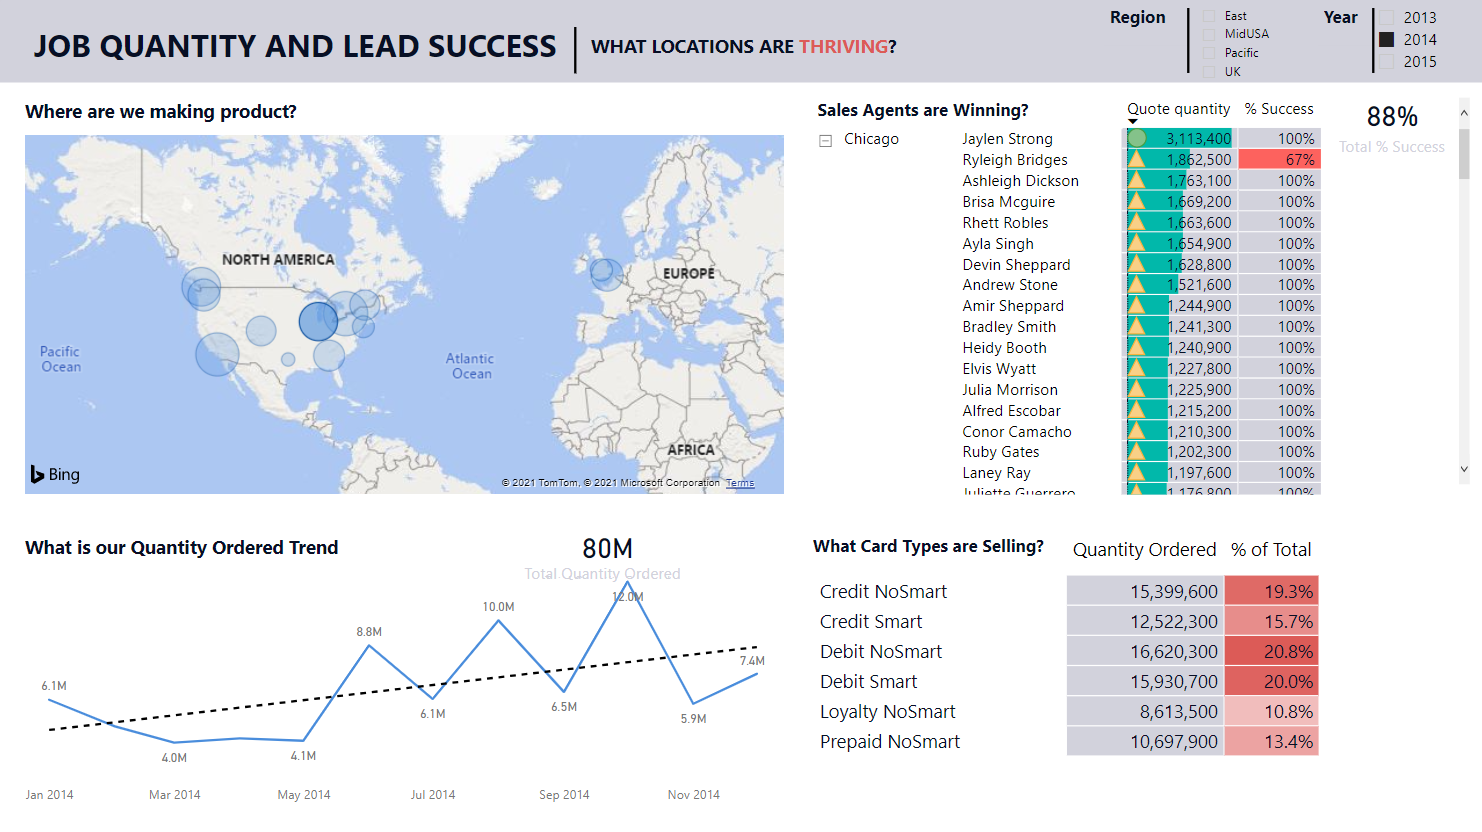 JOB QUANTITY AND LEAD SUCCESS
WHAT LOCATIONS ARE THRIVING?
Region
East
MidUSA
Pacific
UK
Year
2013
2014
2015
Where are we making product?
NORTH AMERICA
EUROPE
AFRICA
Pacific
Ocean
Atlantic
Ocean
Bing
© 2021 TomTom, © 2021 Microsoft Corporation Terms
Sales Agents are Winning? Quote quantity % Success
Chicago Jaylen Strong 3,113,400 100%
Ryleigh Bridges 1,862,500 67%
Ashleigh Dickson 1,763,100 100%
Brisa Mcguire 1,669,200 100%
Rhett Robles 1,663,600 100%
Ayla Singh 1,654,900 100%
Devin Sheppard 1,628,800 100%
Andrew Stone 1,521,600 100%
Amir Sheppard 1,244,900 100%
Bradley Smith 1,241,300 100%
Heidy Booth 1,240,900 100%
Elvis Wyatt 1,227,800 100%
Julia Morrison 1,225,900 100%
Alfred Escobar 1,215,200 100%
Conor Camacho 1,210,300 100%
Ruby Gates 1,202,300 100%
Laney Ray 1,197,600 100%
Juliette Guerrero 1,176,800 100%
88%
Total % Success
What is our Quantity Ordered Trend
80M
Total Quantity Ordered
6.1M
4.0M
4.1M
8.8M
6.1M
10.0M
6.5M
12.0M
5.9M
7.4M
Jan 2014 Mar 2014 May 2014 Jul 2014 Sep 2014 Nov 2014
What Card Types are Selling? Quantity Ordered % of Total
Credit NoSmart 15,399,600 19.3%
Credit Smart 12,522,300 15.7%
Debit NoSmart 16,620,300 20.8%
Debit Smart 15,930,700 20.0%
Loyalty NoSmart 8,613,500 10.8%
Prepaid NoSmart 10,697,900 13.4%